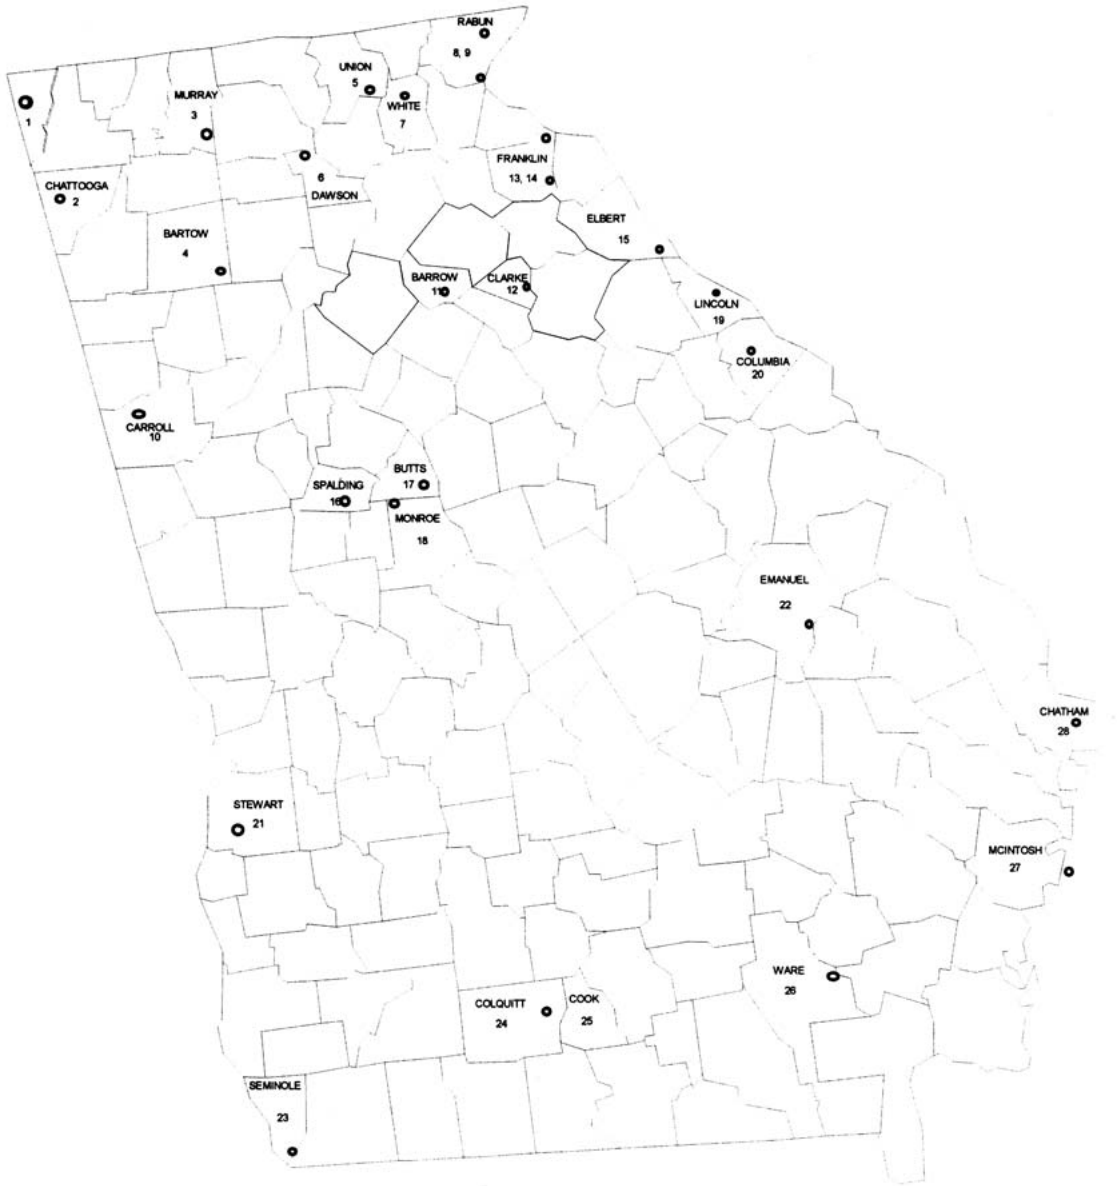 RABUN
8, 9
UNION
5
WHITE
7
MURRAY
3
1
FRANKLIN
13, 14
CHATTOOGA
2
6
DAWSON
ELBERT
15
BARTOW
4
BARROW
11
CLARKE
12
LINCOLN
19
COLUMBIA
20
CARROLL
10
BUTTS
17
SPALDING
16
MONROE
18
EMANUEL
22
CHATHAM
28
STEWART
21
MCINTOSH
27
WARE
26
COLQUITT
24
COOK
25
SEMINOLE
23